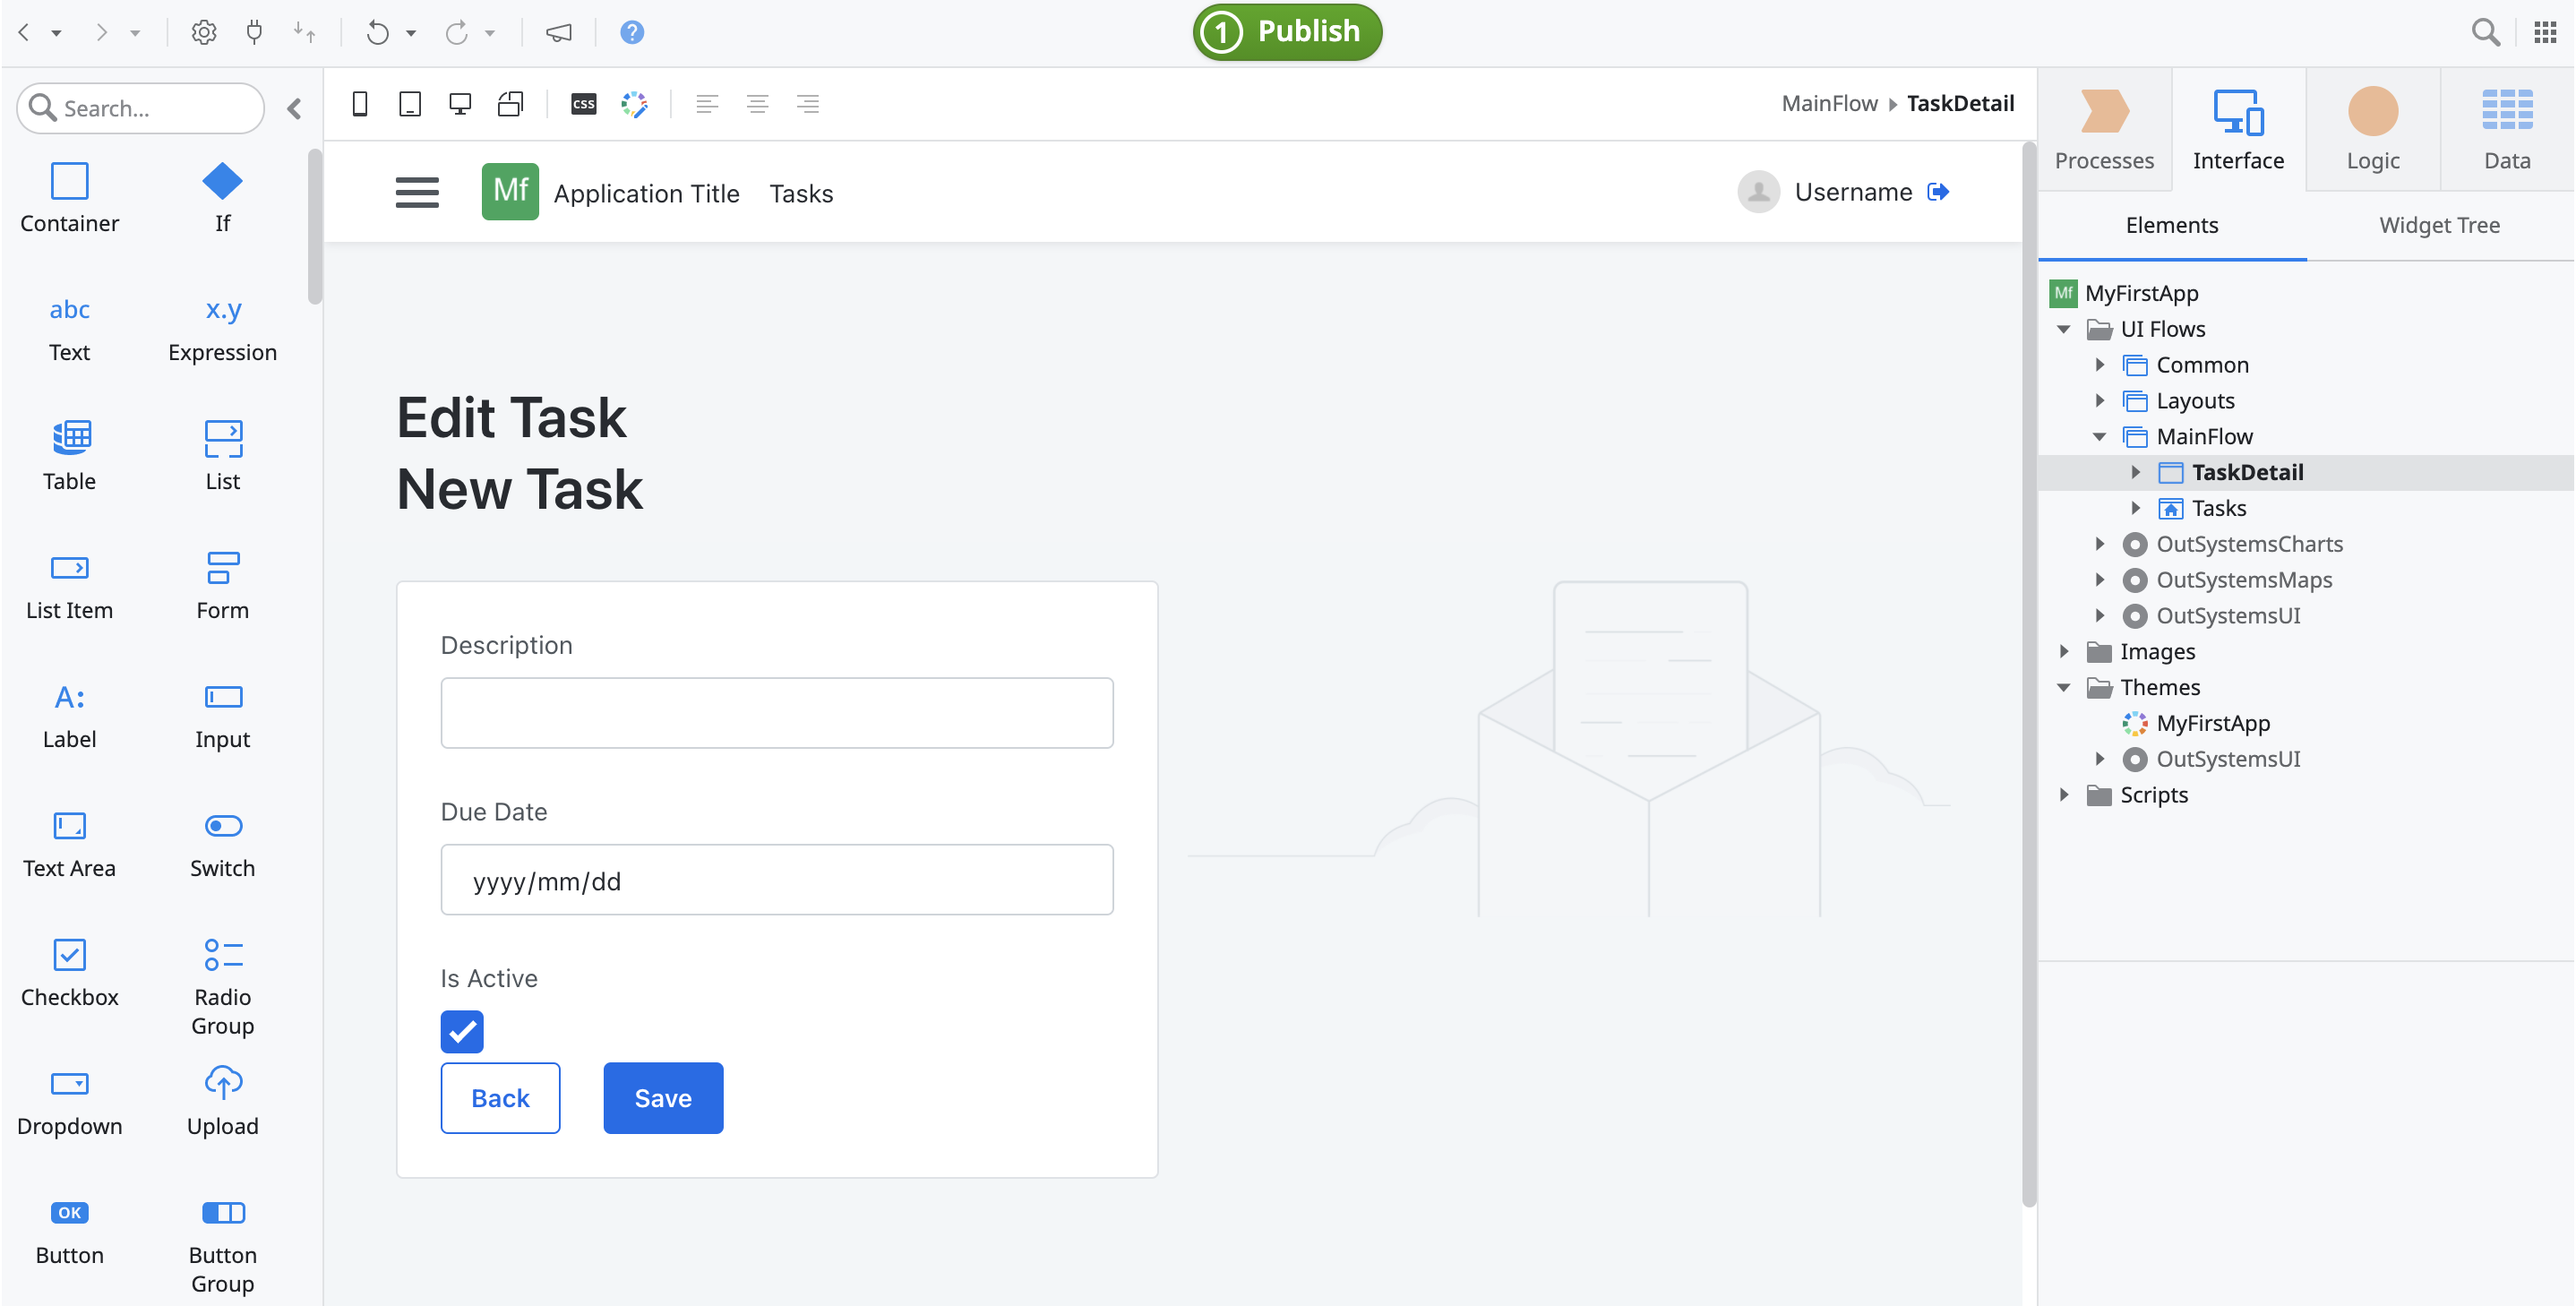 1 Publish
Search...
Container If
abc x.y
Text Expression
Table List
List Item Form
A:
Label Input
Text Area Switch
Checkbox Radio
Group
Dropdown Upload
OK
Button Button
Group
CSS
MainFlow TaskDetail
Mf Application Title Tasks
Username
Edit Task
New Task
Description
Due Date
yyyy/mm/dd
Is Active
Back Save
Processes Interface Logic Data
Elements Widget Tree
Mf MyFirstApp
UI Flows
Common
Layouts
MainFlow
TaskDetail
Tasks
OutSystemsCharts
OutSystemsMaps
OutSystemsUI
Images
Themes
MyFirstApp
OutSystemsUI
Scripts